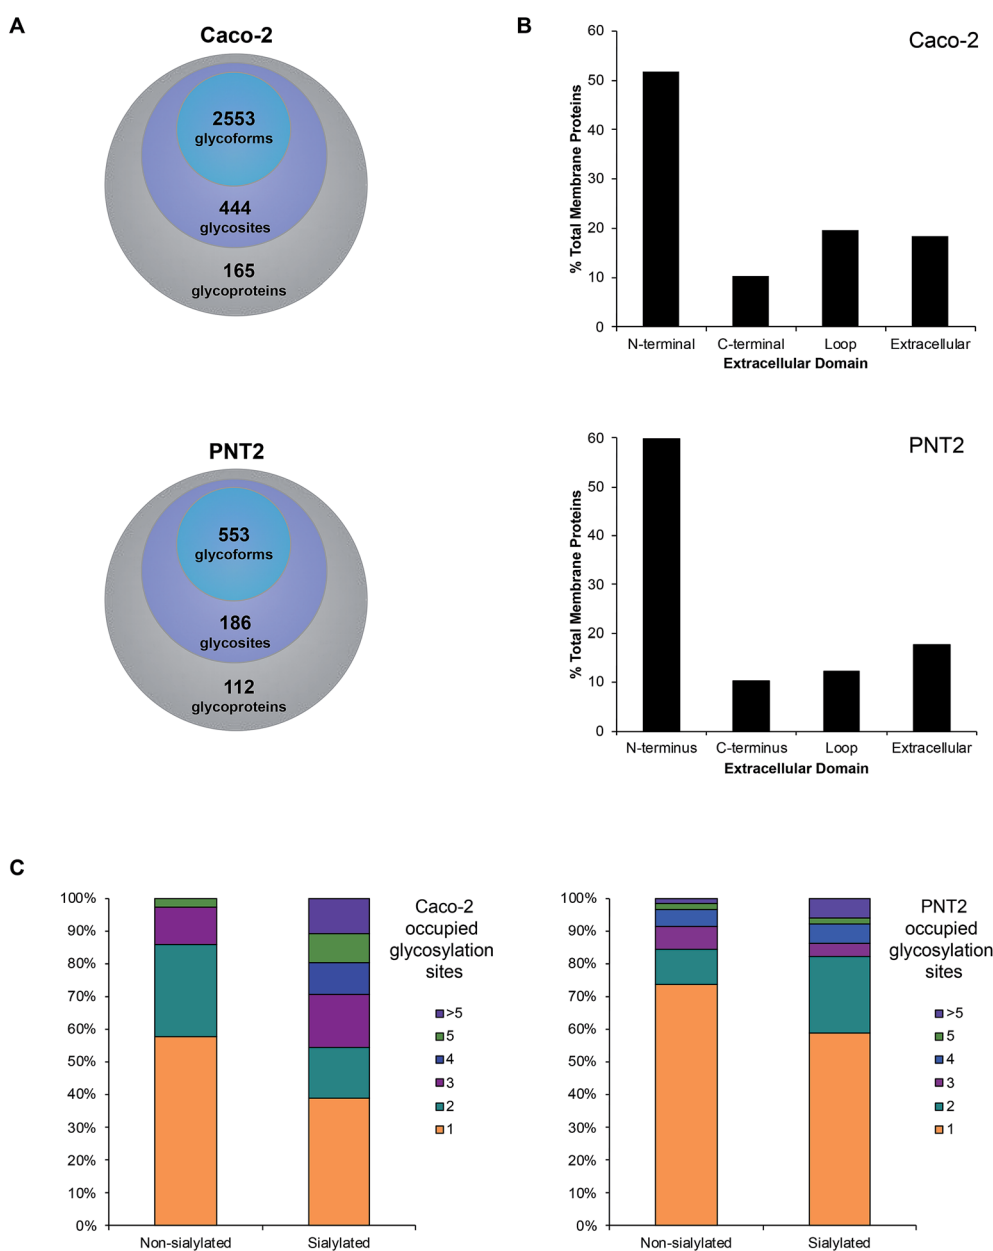 A
Caco-2
2553
glycoforms
444
glycosites
165
glycoproteins
B
Caco-2
% Total Membrane Proteins
60
50
40
30
20
10
0
N-terminal
C-terminal
Loop
Extracellular
Extracellular Domain
PNT2
553
glycoforms
186
glycosites
112
glycoproteins
PNT2
% Total Membrane Proteins
60
50
40
30
20
10
0
N-terminus
C-terminus
Loop
Extracellular
Extracellular Domain
C
100%
90%
80%
70%
60%
50%
40%
30%
20%
10%
0%
Non-sialylated
Sialylated
Caco-2
occupied
glycosylation
sites
>5
5
4
3
2
1
100%
90%
80%
70%
60%
50%
40%
30%
20%
10%
0%
Non-sialylated
Sialylated
PNT2
occupied
glycosylation
sites
>5
5
4
3
2
1